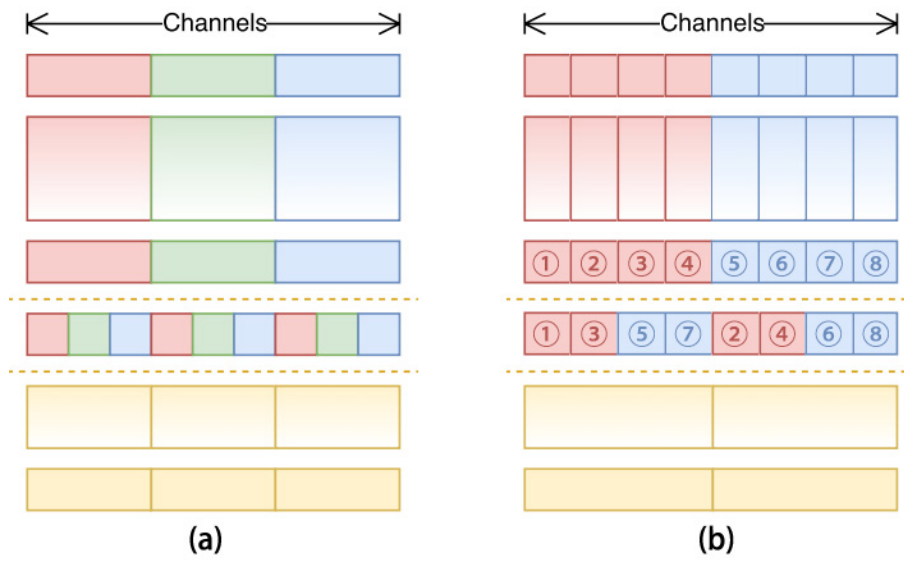 Channels
Channels
① ② ③ ④ ⑤ ⑥ ⑦ ⑧
① ③ ⑤ ⑦ ② ④ ⑥ ⑧
(a)
(b)